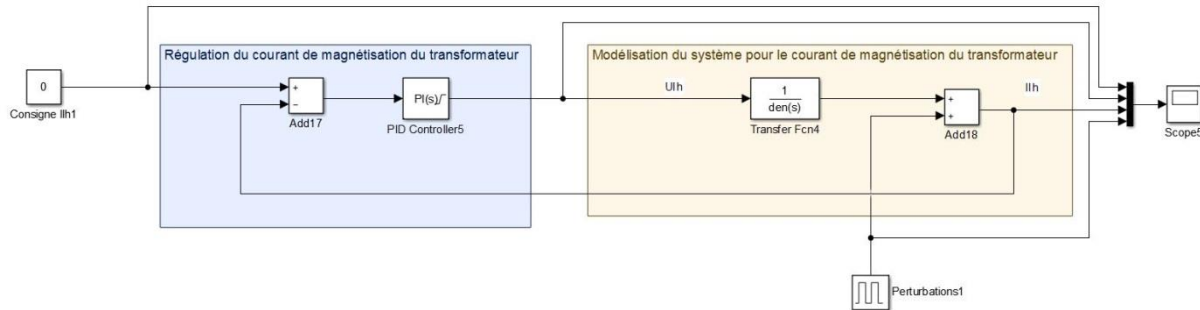 Régulation du courant de magnétisation du transformateur
Modélisation du système pour le courant de magnétisation du transformateur
0
Consigne Ilh1
+
−
Add17
PI(s)
PID Controller5
Ulh
1
den(s)
Transfer Fcn4
+
+
Add18
Ilh
Scope5
Perturbations1